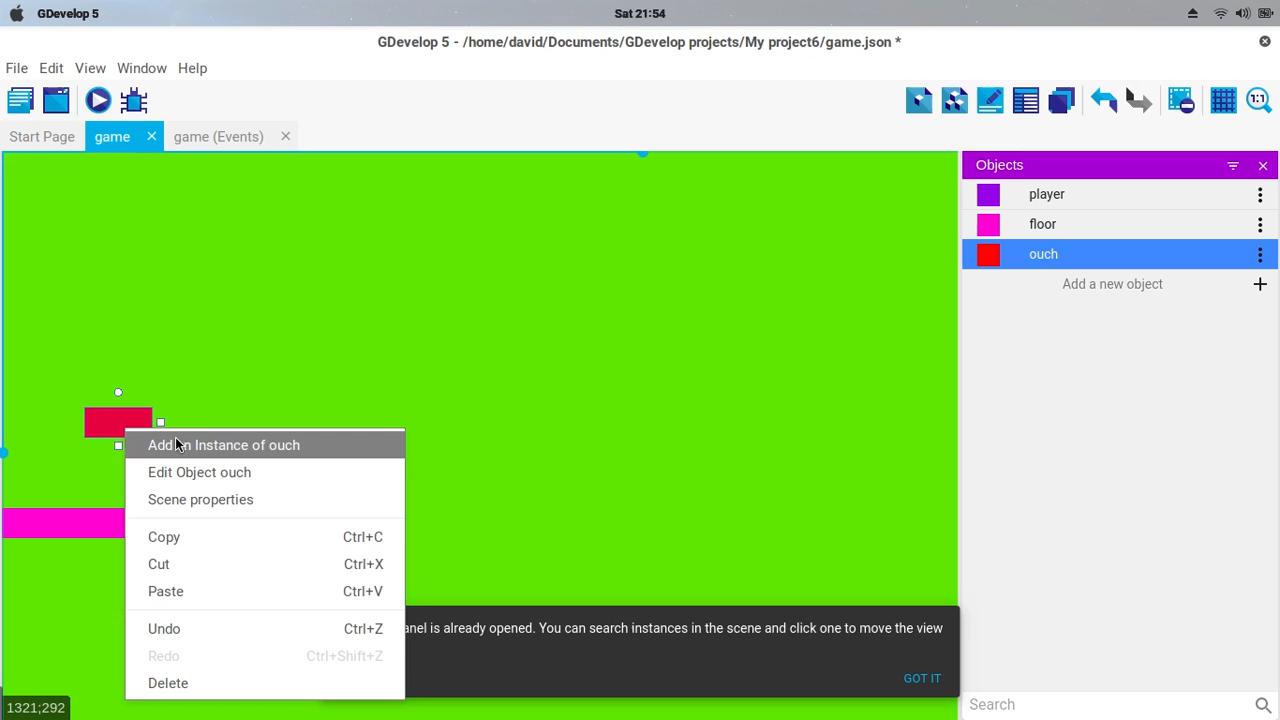 GDevelop 5 Sat 21:54
GDevelop 5 - /home/david/Documents/GDevelop projects/My project6/game.json *
File Edit View Window Help
1:1
Start Page game game (Events)
Objects
player
floor
ouch
Add a new object
Add an Instance of ouch
Edit Object ouch
Scene properties
Copy Ctrl+C
Cut Ctrl+X
Paste Ctrl+V
Undo Ctrl+Z
Redo Ctrl+Shift+Z
Delete
anel is already opened. You can search instances in the scene and click one to move the view
GOT IT
1321;292
Search